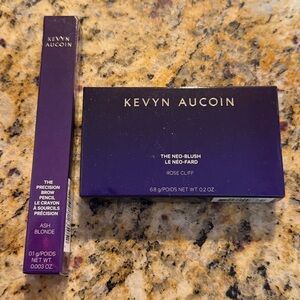 KEVYN
AUCOIN
THE
PRECISION
BROW
PENCIL
LE CRAYON
À SOURCILS
PRÉCISION
ASH
BLONDE
0.1 g/POIDS
NET WT.
0.003 OZ
KEVYN AUCOIN
THE NEO-BLUSH
LE NÉO-FARD
ROSE CLIFF
6.8 g/POIDS NET WT. 0.2 OZ.